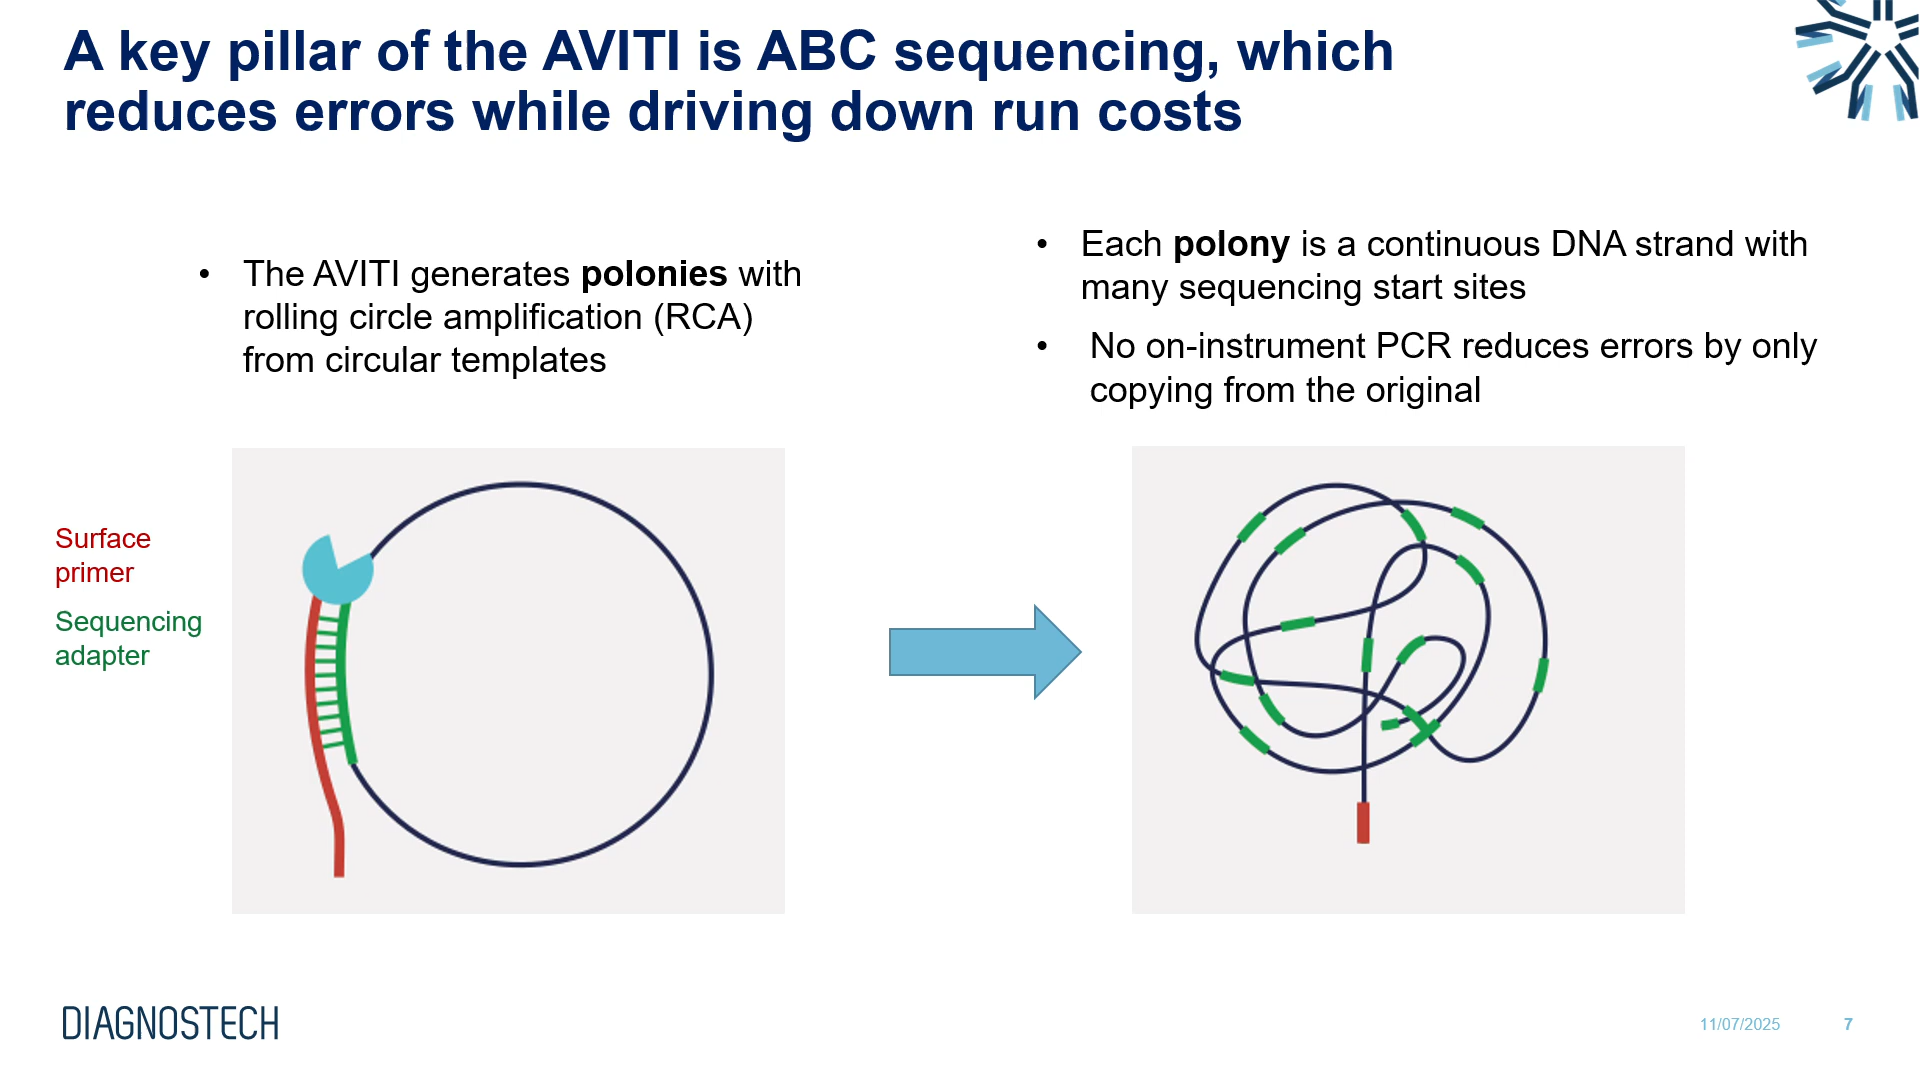 A key pillar of the AVITI is ABC sequencing, which
reduces errors while driving down run costs
• The AVITI generates polonies with
rolling circle amplification (RCA)
from circular templates
• Each polony is a continuous DNA strand with
many sequencing start sites
• No on-instrument PCR reduces errors by only
copying from the original
Surface
primer
Sequencing
adapter
DIAGNOSTECH
11/07/2025
7